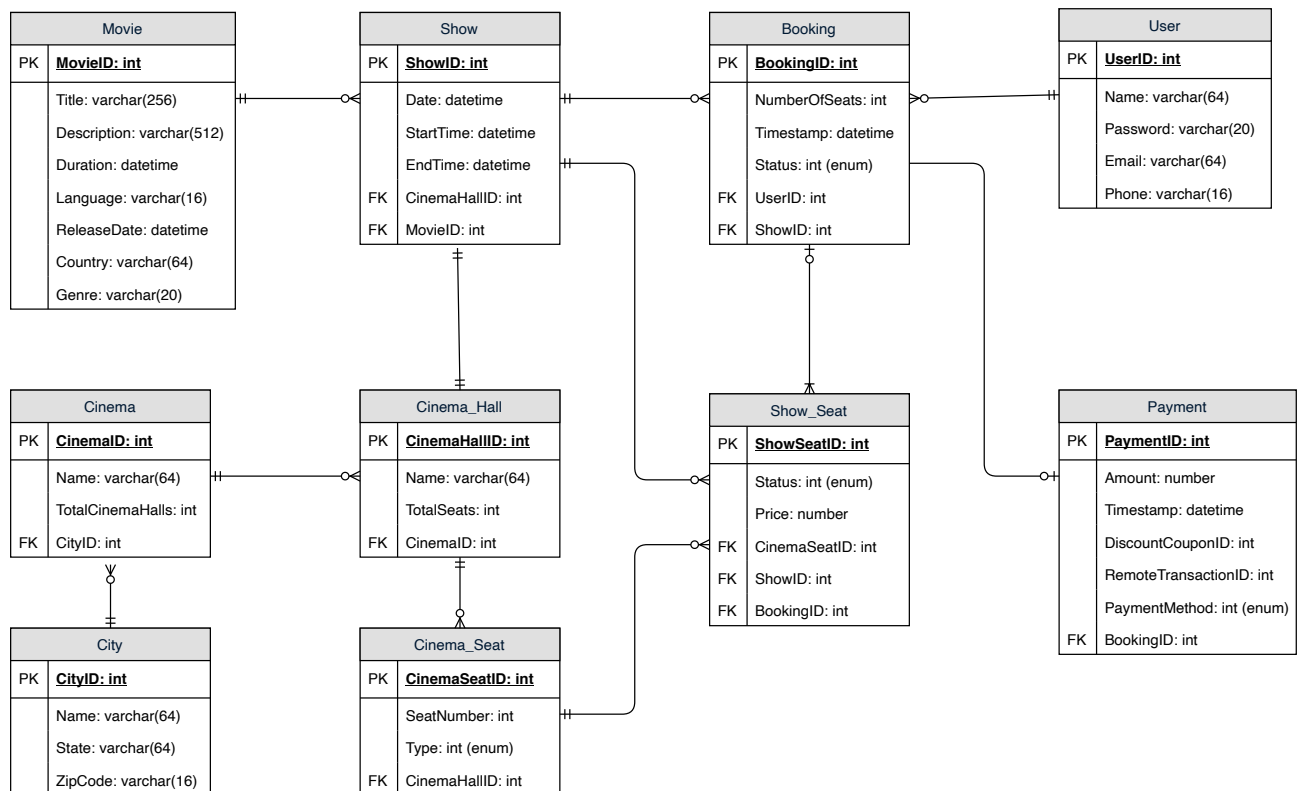 Movie
PK MovieID: int
Title: varchar(256)
Description: varchar(512)
Duration: datetime
Language: varchar(16)
ReleaseDate: datetime
Country: varchar(64)
Genre: varchar(20)
Show
PK ShowID: int
Date: datetime
StartTime: datetime
EndTime: datetime
FK CinemaHallID: int
FK MovieID: int
Booking
PK BookingID: int
NumberOfSeats: int
Timestamp: datetime
Status: int (enum)
FK UserID: int
FK ShowID: int
User
PK UserID: int
Name: varchar(64)
Password: varchar(20)
Email: varchar(64)
Phone: varchar(16)
Cinema
PK CinemaID: int
Name: varchar(64)
TotalCinemaHalls: int
FK CityID: int
Cinema_Hall
PK CinemaHallID: int
Name: varchar(64)
TotalSeats: int
FK CinemaID: int
Show_Seat
PK ShowSeatID: int
Status: int (enum)
Price: number
FK CinemaSeatID: int
FK ShowID: int
FK BookingID: int
Payment
PK PaymentID: int
Amount: number
Timestamp: datetime
DiscountCouponID: int
RemoteTransactionID: int
PaymentMethod: int (enum)
FK BookingID: int
City
PK CityID: int
Name: varchar(64)
State: varchar(64)
ZipCode: varchar(16)
Cinema_Seat
PK CinemaSeatID: int
SeatNumber: int
Type: int (enum)
FK CinemaHallID: int